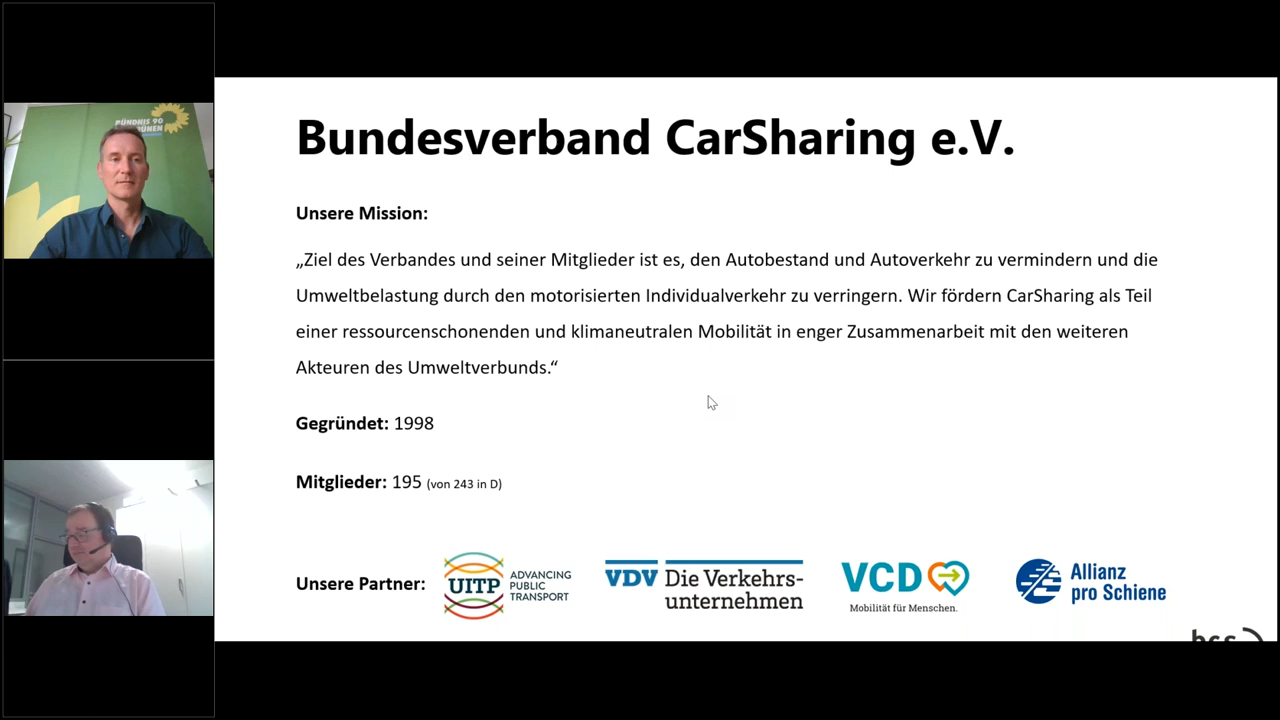 Bundesverband CarSharing e.V.
Unsere Mission:
„Ziel des Verbandes und seiner Mitglieder ist es, den Autobestand und Autoverkehr zu vermindern und die
Umweltbelastung durch den motorisierten Individualverkehr zu verringern. Wir fördern CarSharing als Teil
einer ressourcenschonenden und klimaneutralen Mobilität in enger Zusammenarbeit mit den weiteren
Akteuren des Umweltverbunds.“
Gegründet: 1998
Mitglieder: 195 (von 243 in D)
Unsere Partner:
UITP
ADVANCING
PUBLIC
TRANSPORT
VDV Die Verkehrs-
unternehmen
VCD
Mobilität für Menschen.
Allianz
pro Schiene